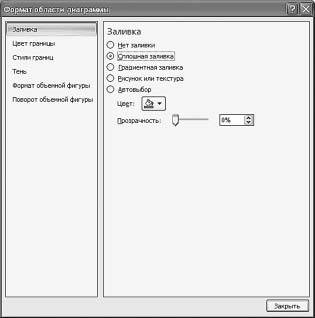 Формат области диаграммы
Заливка
Цвет границы
Стили границ
Тень
Формат объемной фигуры
Поворот объемной фигуры
Заливка
Нет заливки
Сплошная заливка
Градиентная заливка
Рисунок или текстура
Автовыбор
Цвет:
Прозрачность:
0%
Закрыть